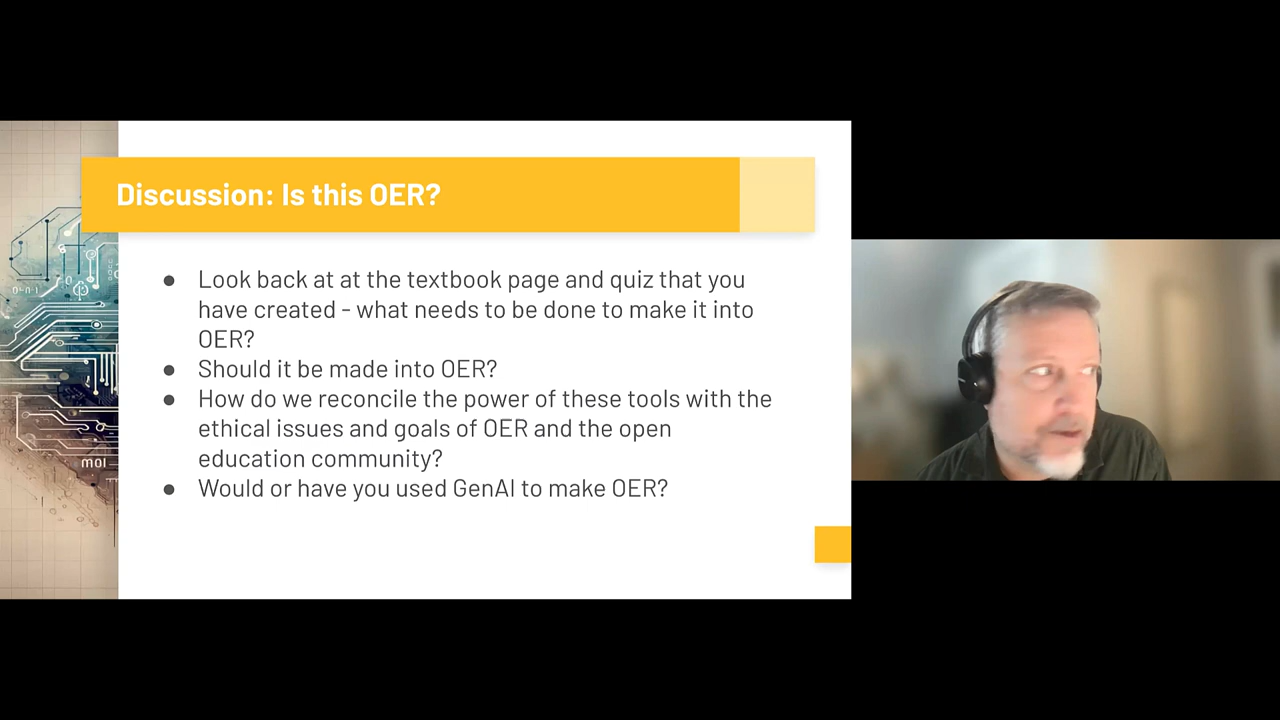 Discussion: Is this OER?
● Look back at at the textbook page and quiz that you
have created - what needs to be done to make it into
OER?
● Should it be made into OER?
● How do we reconcile the power of these tools with the
ethical issues and goals of OER and the open
education community?
● Would or have you used GenAI to make OER?